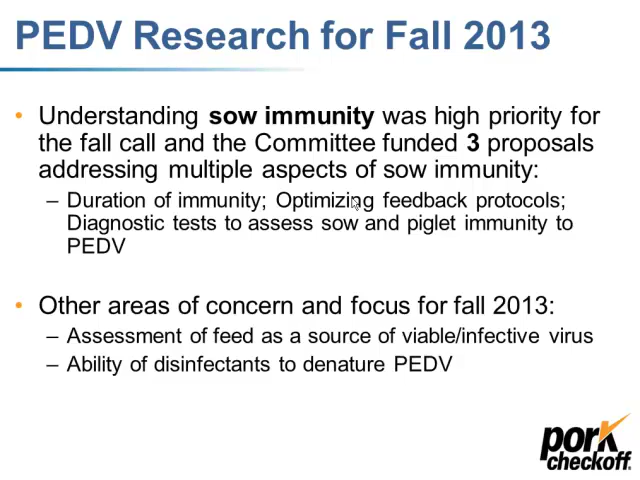 PEDV Research for Fall 2013
• Understanding sow immunity was high priority for
the fall call and the Committee funded 3 proposals
addressing multiple aspects of sow immunity:
– Duration of immunity; Optimizing feedback protocols;
Diagnostic tests to assess sow and piglet immunity to
PEDV
• Other areas of concern and focus for fall 2013:
– Assessment of feed as a source of viable/infective virus
– Ability of disinfectants to denature PEDV
pork
checkoff.